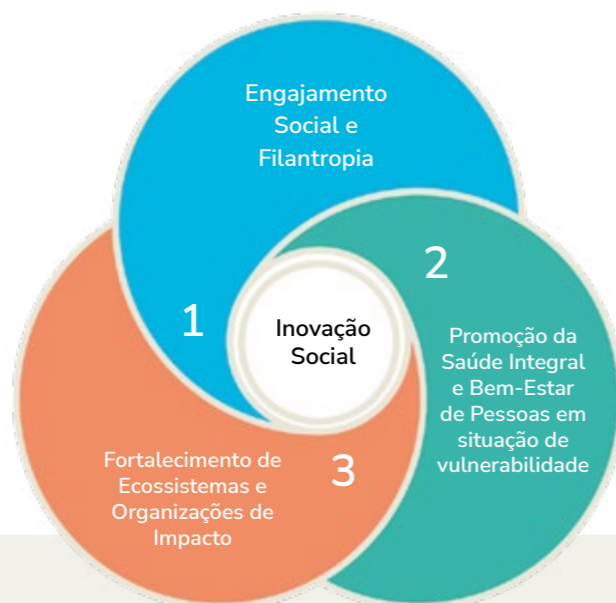 Engajamento
Social e
Filantropia
1
2
Inovação
Social
Promoção da
Saúde Integral
e Bem-Estar
de Pessoas em
situação de
vulnerabilidade
3
Fortalecimento de
Ecossistemas e
Organizações de
Impacto